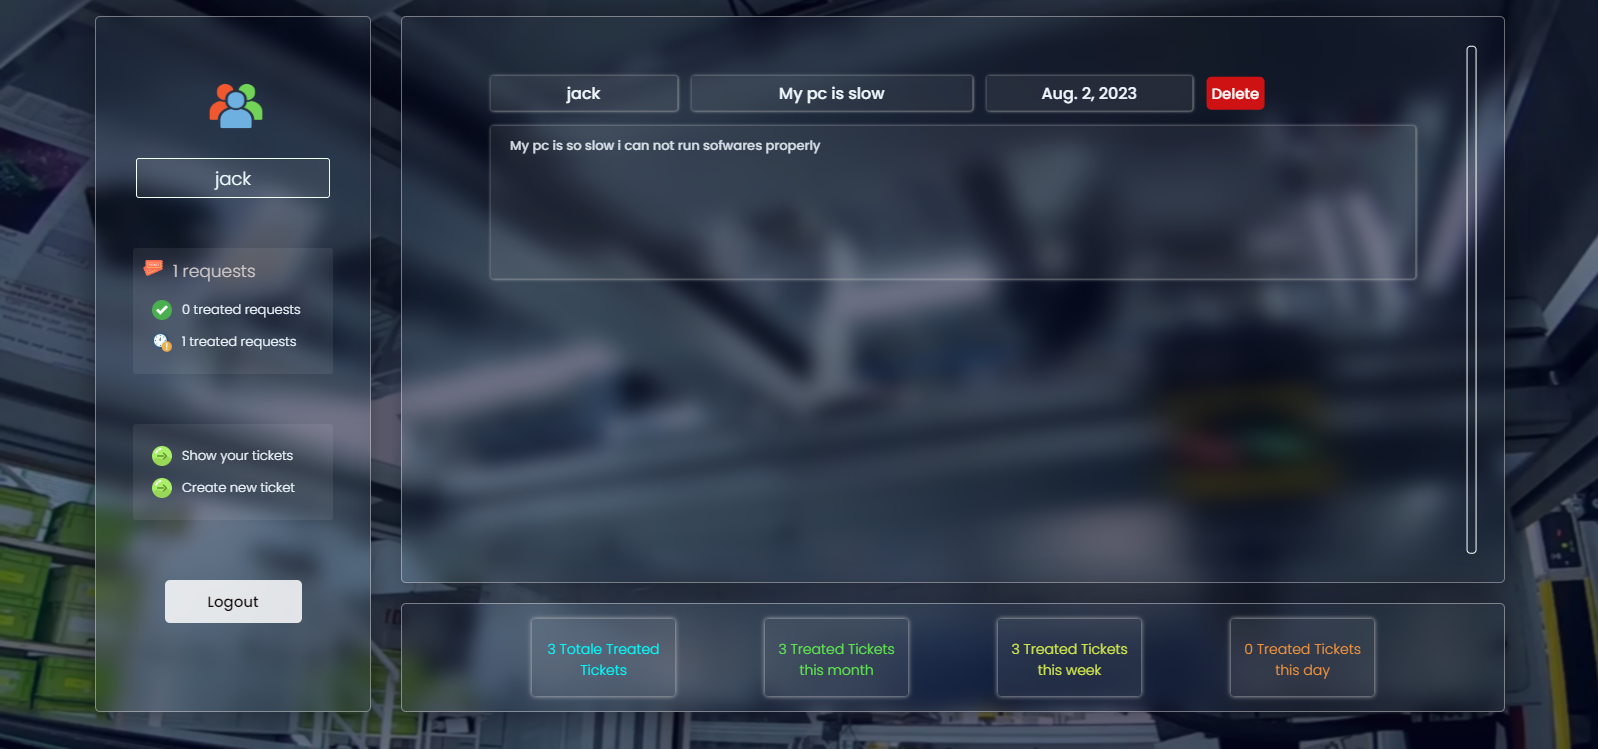 jack
1 requests
0 treated requests
1 treated requests
Show your tickets
Create new ticket
Logout
jack
My pc is slow
Aug. 2, 2023
Delete
My pc is so slow i can not run sofwares properly
3 Totale Treated
Tickets
3 Treated Tickets
this month
3 Treated Tickets
this week
0 Treated Tickets
this day